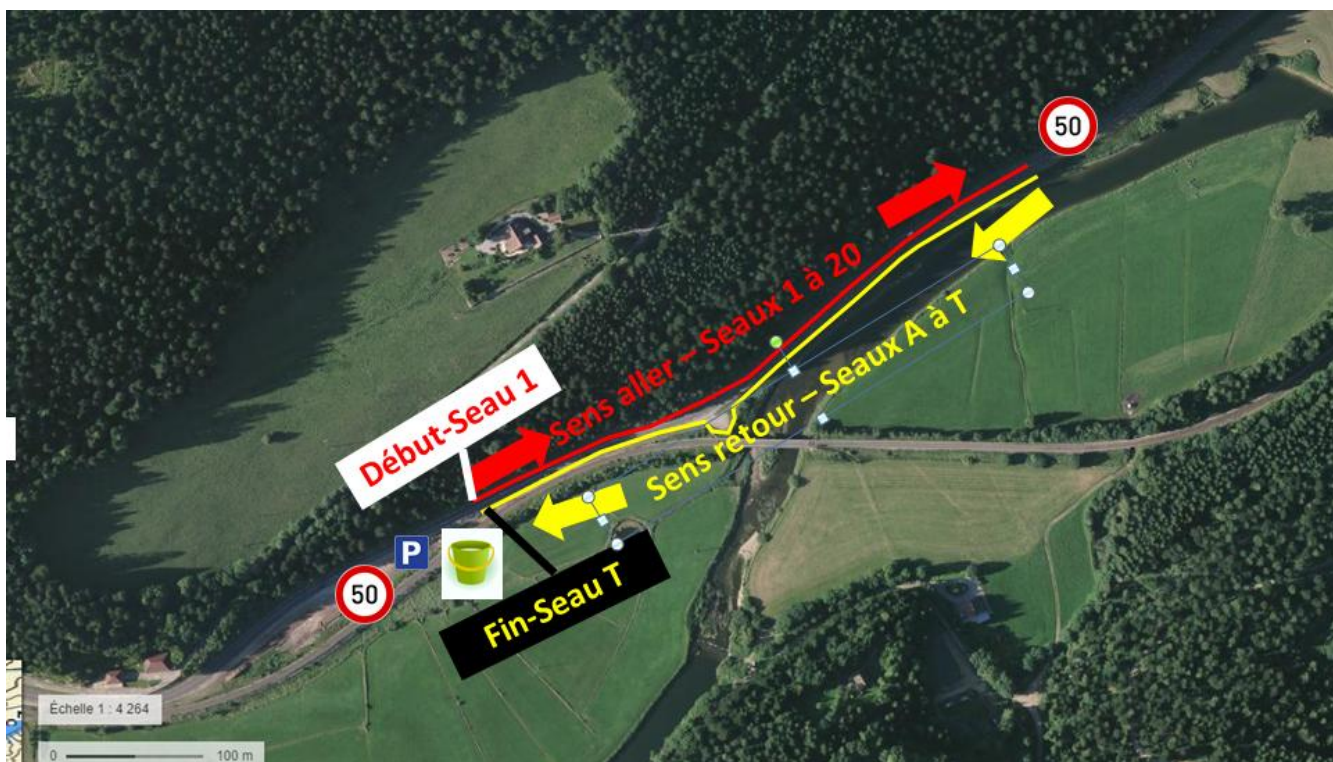 50
Sens aller – Seaux 1 à 20
Début-Seau 1
Sens retour – Seaux A à T
P
50
Fin-Seau T
Échelle 1 : 4 264
0 100 m